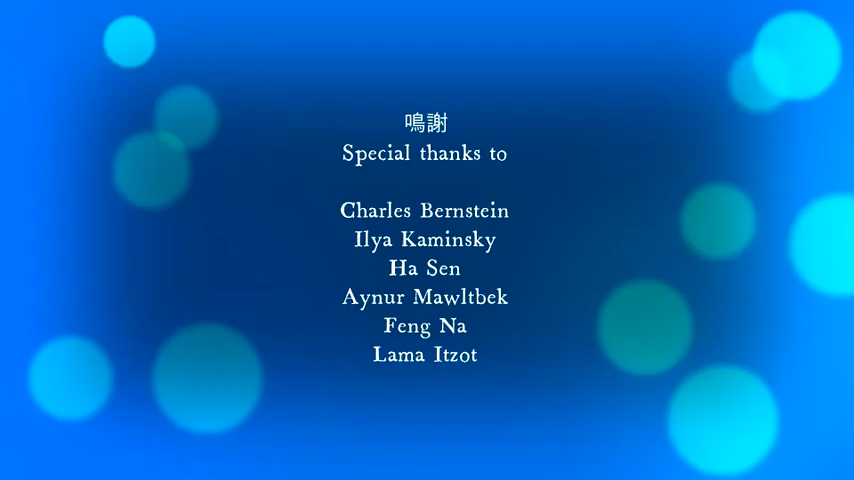 鳴謝
Special thanks to
Charles Bernstein
Ilya Kaminsky
Ha Sen
Aynur Mawltbek
Feng Na
Lama Itzot